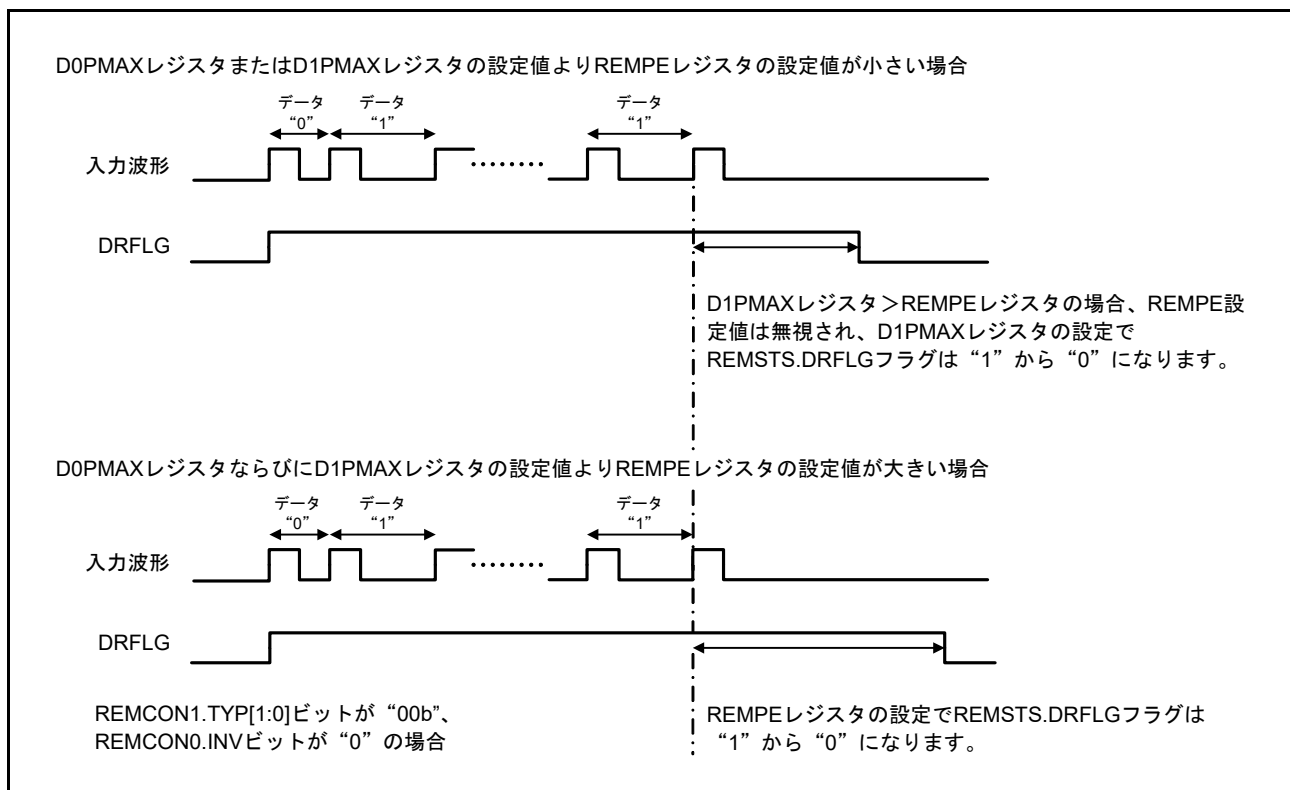 D0PMAXレジスタまたはD1PMAXレジスタの設定値よりREMPEレジスタの設定値が小さい場合
データ
“0”
データ
“1”
データ
“1”
入力波形
DRFLG
D1PMAXレジスタ＞REMPEレジスタの場合、REMPE設
定値は無視され、D1PMAXレジスタの設定で
REMSTS.DRFLGフラグは“1”から“0”になります。
D0PMAXレジスタならびにD1PMAXレジスタの設定値よりREMPEレジスタの設定値が大きい場合
データ
“0”
データ
“1”
データ
“1”
入力波形
DRFLG
REMCON1.TYP[1:0]ビットが“00b”、
REMCON0.INVビットが“0”の場合
REMPEレジスタの設定でREMSTS.DRFLGフラグは
“1”から“0”になります。